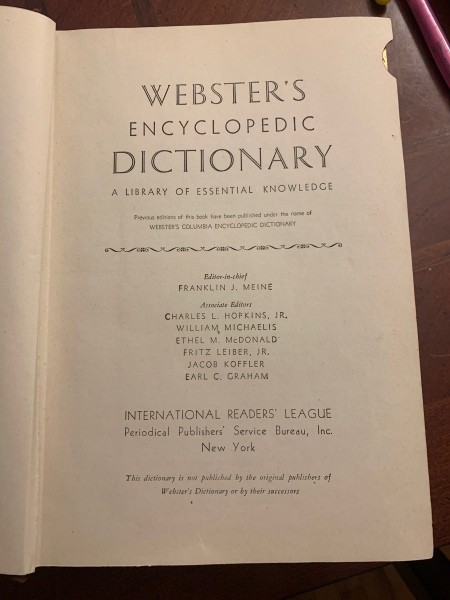 WEBSTER'S
ENCYCLOPEDIC
DICTIONARY
A LIBRARY OF ESSENTIAL KNOWLEDGE
Previous editions of this book have been published under the name of
WEBSTER'S COLUMBIA ENCYCLOPEDIC DICTIONARY
Editor-in-chief
FRANKLIN J. MEINE
Associate Editors
CHARLES L. HOPKINS, JR.
WILLIAM MICHAELIS
ETHEL M. McDONALD
FRITZ LEIBER, JR.
JACOB KOFFLER
EARL C. GRAHAM
INTERNATIONAL READERS' LEAGUE
Periodical Publishers' Service Bureau, Inc.
New York
This dictionary is not published by the original publishers of
Webster's Dictionary or by their successors